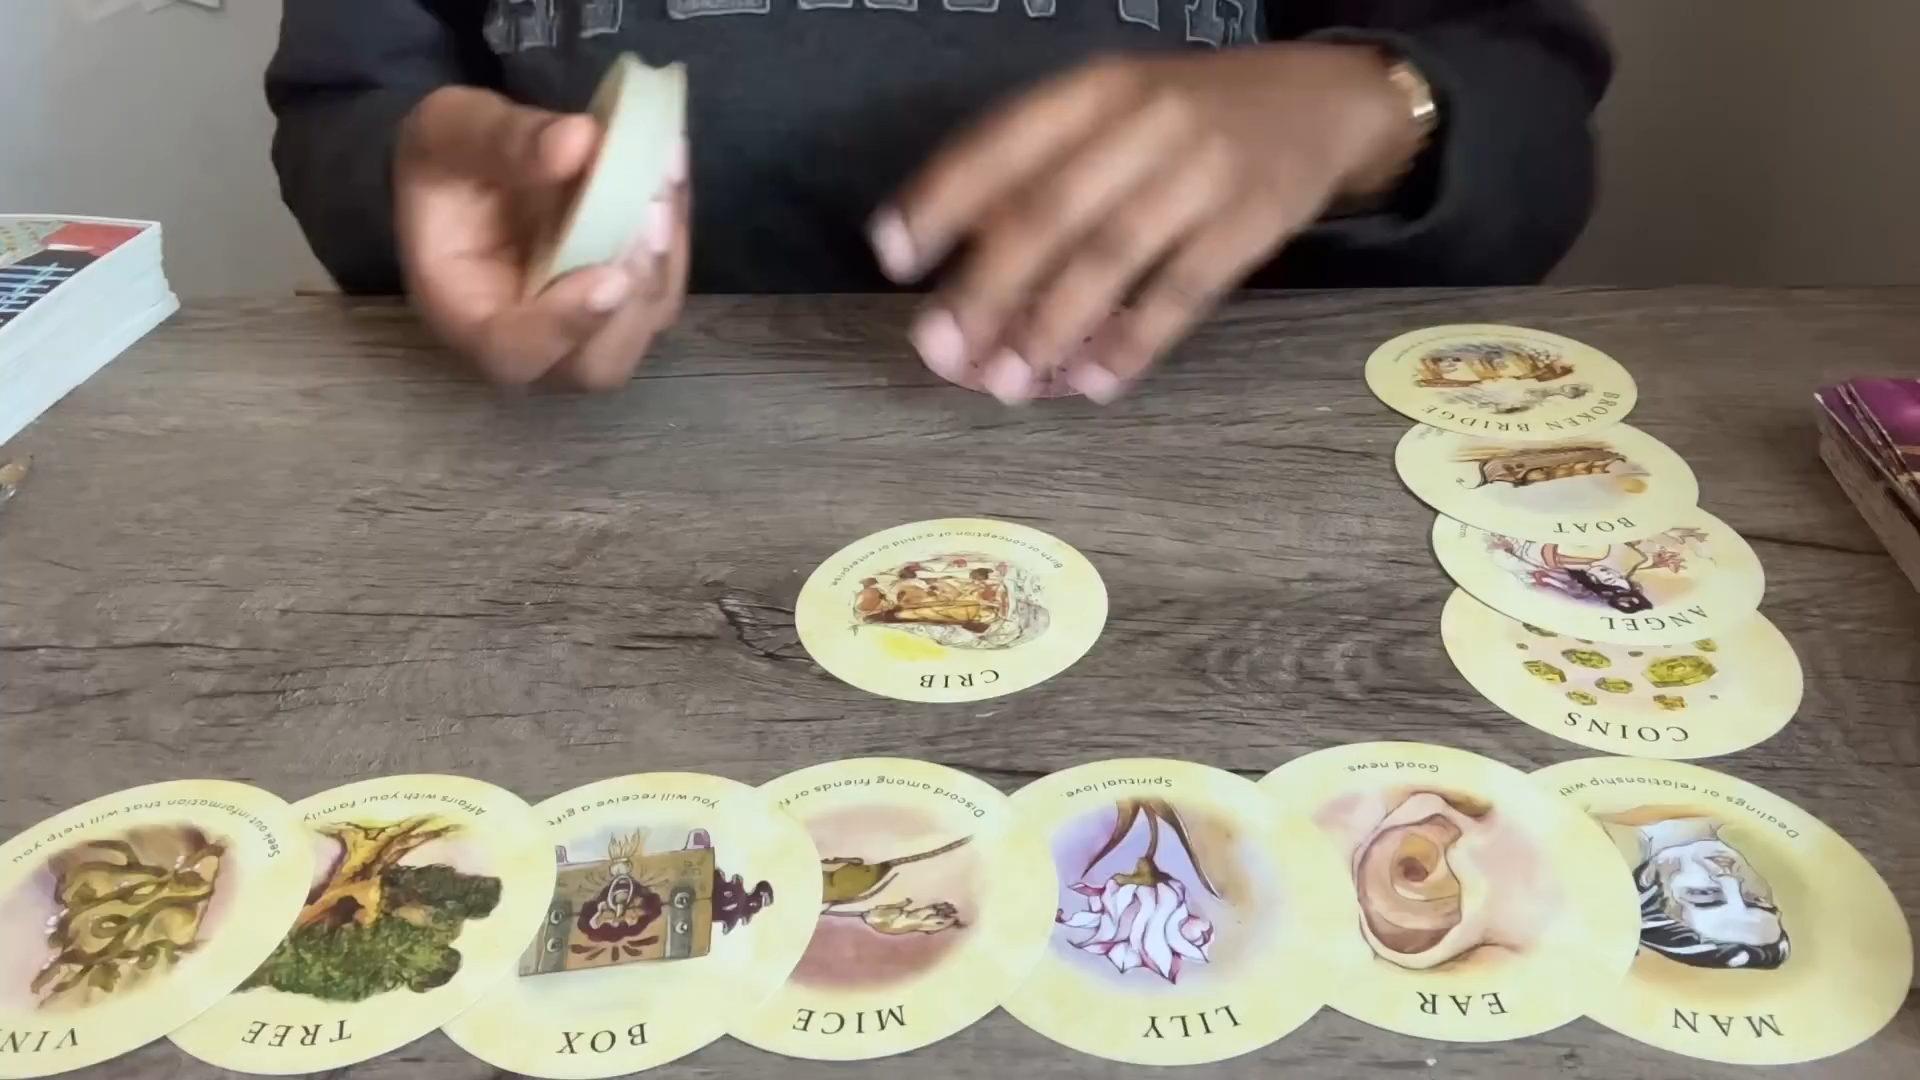 BROKEN BRIDGE
BOAT
ANGEL
COINS
Birth or conception of a child or enterprise.
CRIB
Seek out information that will help you
VIN
Affairs with your family
TREE
you will receive a gift
BOX
Discord among friends or
MICE
Spiritual love.
LILY
Good news.
EAR
Dealings or relationship with
MAN